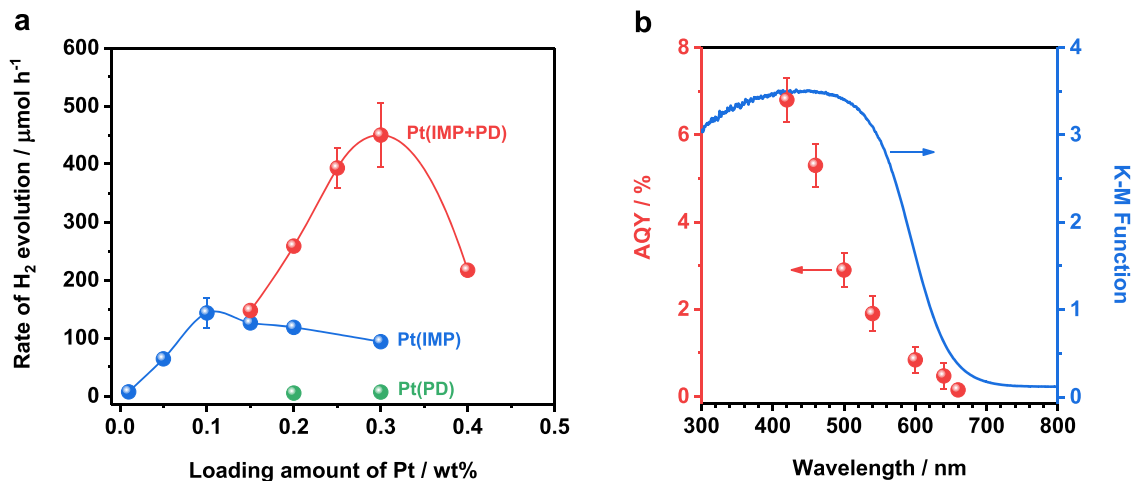 a
Rate of H2 evolution / μmol h-1
600
500
400
300
200
100
0
Pt(IMP+PD)
Pt(IMP)
Pt(PD)
0.0 0.1 0.2 0.3 0.4 0.5
Loading amount of Pt / wt%
b
AQY / %
8
6
4
2
0
4
3
2
1
0
K-M Function
300 400 500 600 700 800
Wavelength / nm